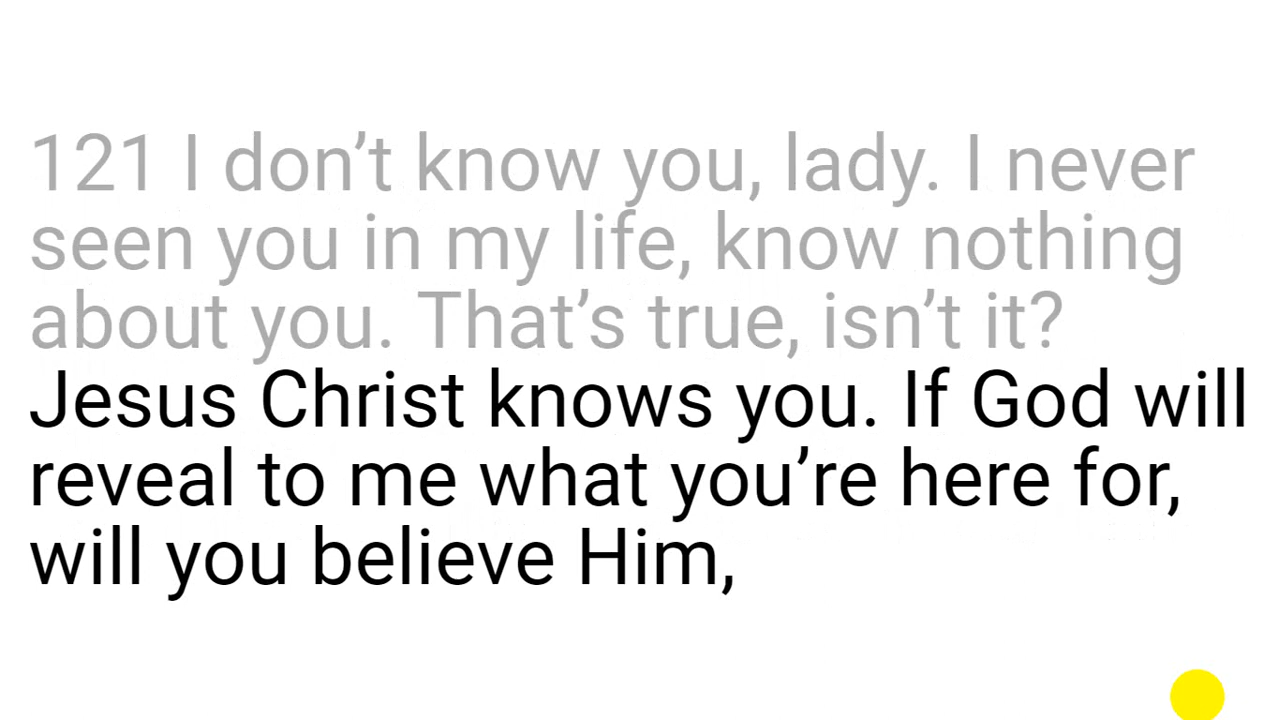 121 I don’t know you, lady. I never
seen you in my life, know nothing
about you. That’s true, isn’t it?
Jesus Christ knows you. If God will
reveal to me what you’re here for,
will you believe Him,